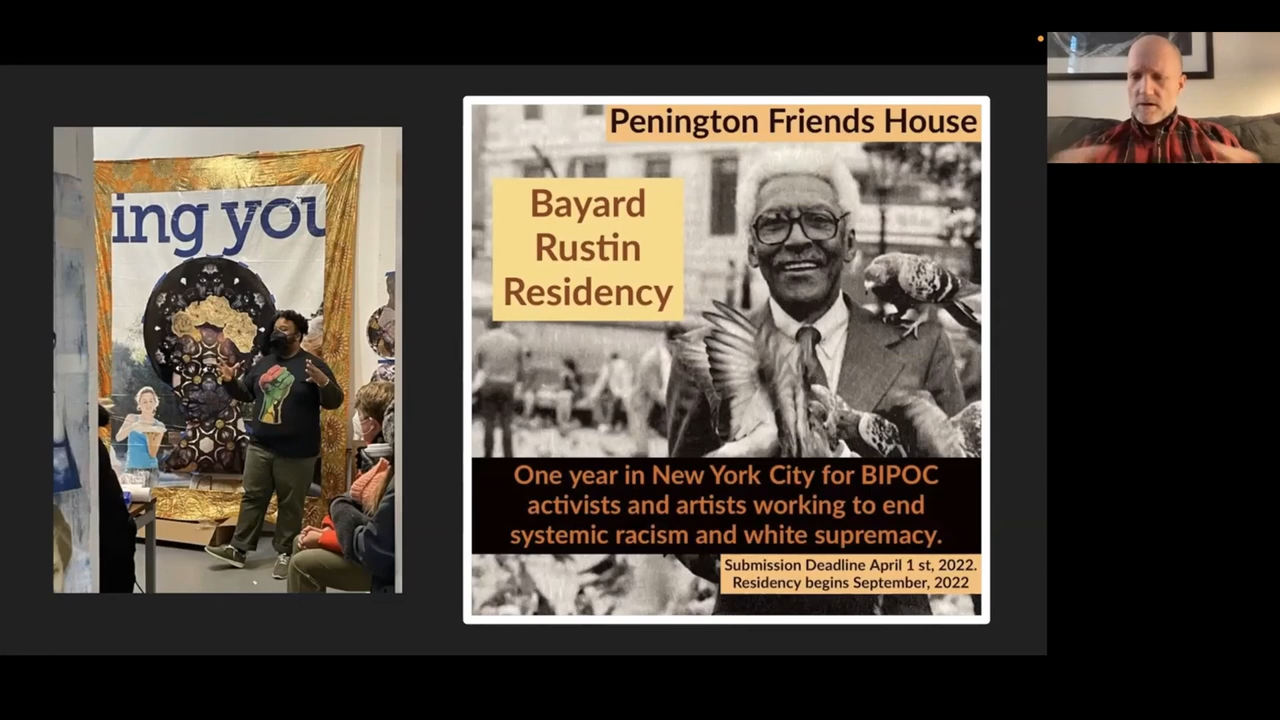 ing you
Penington Friends House
Bayard
Rustin
Residency
One year in New York City for BIPOC
activists and artists working to end
systemic racism and white supremacy.
Submission Deadline April 1 st, 2022.
Residency begins September, 2022